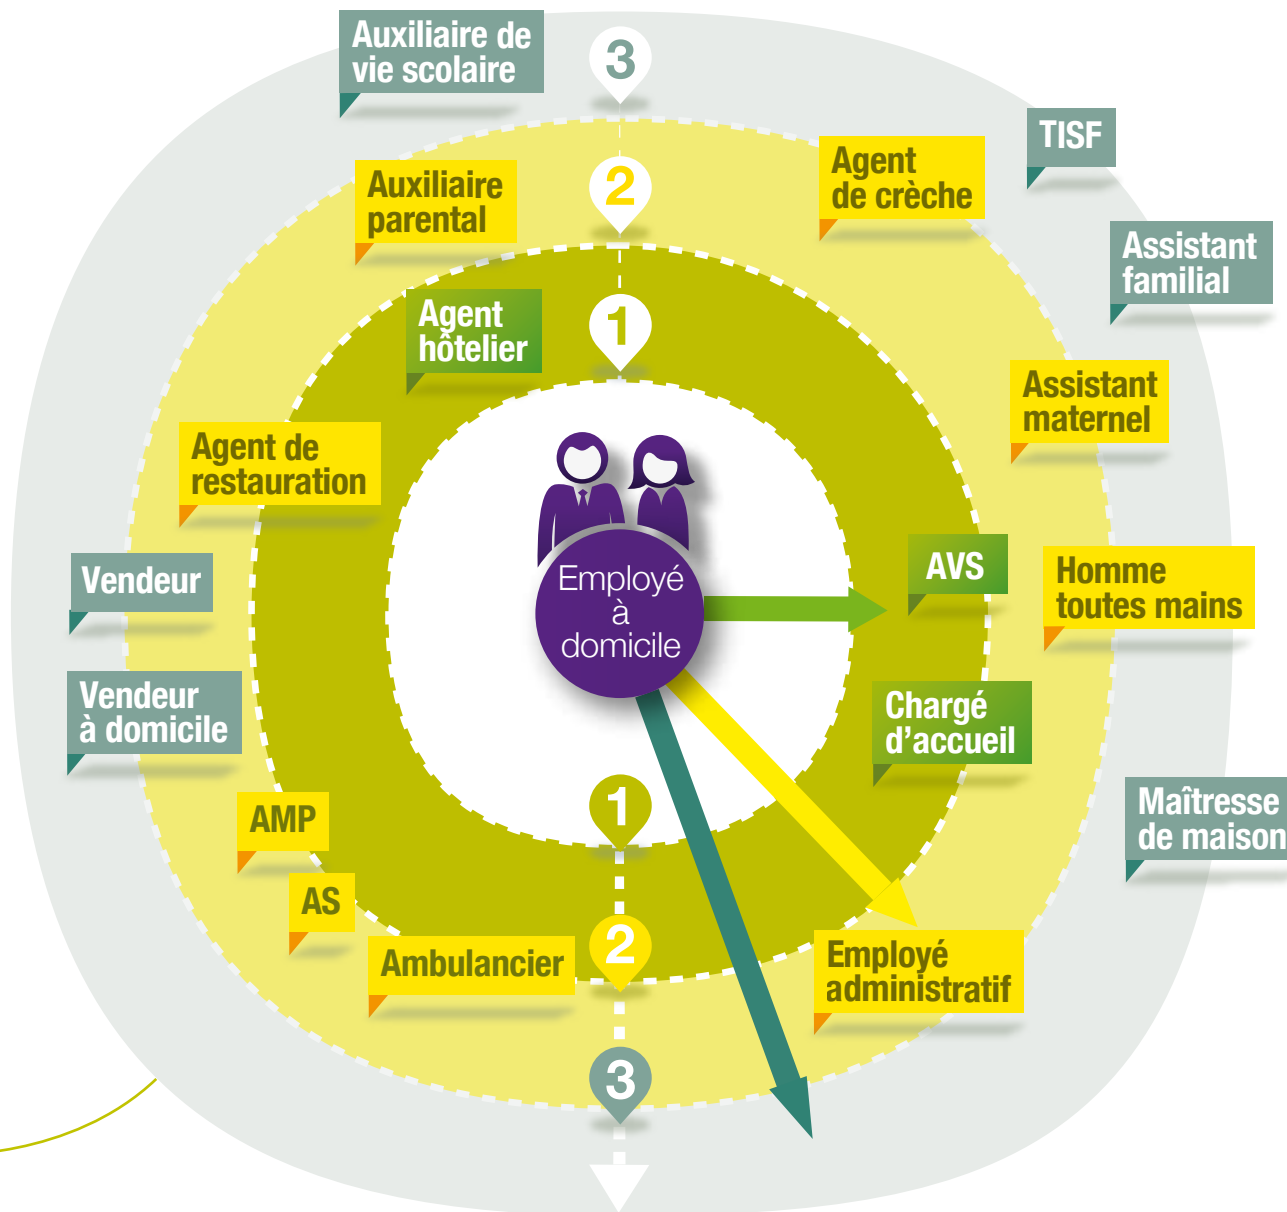 Auxiliaire de
vie scolaire
3
TISF
Auxiliaire
parental
2
Agent
de crèche
Assistant
familial
Agent
hôtelier
1
Assistant
maternel
Agent de
restauration
Vendeur
Employé
à
domicile
AVS
Homme
toutes mains
Vendeur
à domicile
Chargé
d'accueil
AMP
1
Maîtresse
de maison
AS
Ambulancier
2
Employé
administratif
3